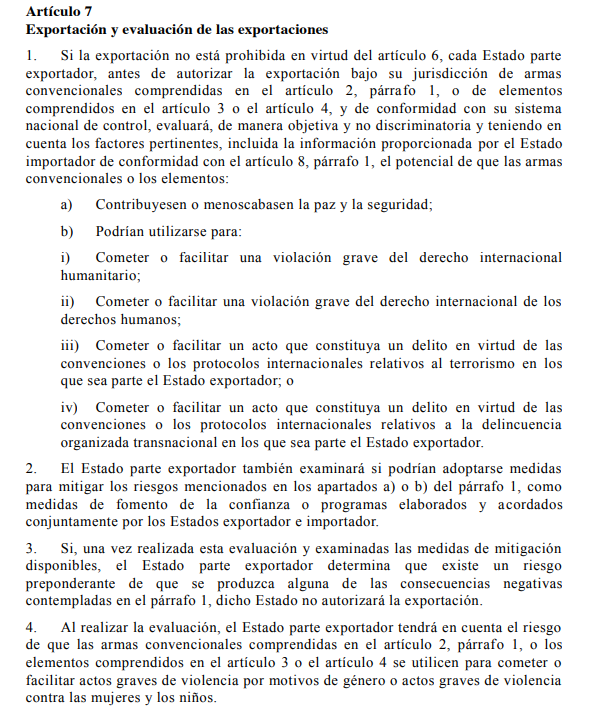 Artículo 7
Exportación y evaluación de las exportaciones
1. Si la exportación no está prohibida en virtud del artículo 6, cada Estado parte
exportador, antes de autorizar la exportación bajo su jurisdicción de armas
convencionales comprendidas en el artículo 2, párrafo 1, o de elementos
comprendidos en el artículo 3 o el artículo 4, y de conformidad con su sistema
nacional de control, evaluará, de manera objetiva y no discriminatoria y teniendo en
cuenta los factores pertinentes, incluida la información proporcionada por el Estado
importador de conformidad con el artículo 8, párrafo 1, el potencial de que las armas
convencionales o los elementos:
a) Contribuyesen o menoscabasen la paz y la seguridad;
b) Podrían utilizarse para:
i) Cometer o facilitar una violación grave del derecho internacional
humanitario;
ii) Cometer o facilitar una violación grave del derecho internacional de los
derechos humanos;
iii) Cometer o facilitar un acto que constituya un delito en virtud de las
convenciones o los protocolos internacionales relativos al terrorismo en los
que sea parte el Estado exportador; o
iv) Cometer o facilitar un acto que constituya un delito en virtud de las
convenciones o los protocolos internacionales relativos a la delincuencia
organizada transnacional en los que sea parte el Estado exportador.
2. El Estado parte exportador también examinará si podrían adoptarse medidas
para mitigar los riesgos mencionados en los apartados a) o b) del párrafo 1, como
medidas de fomento de la confianza o programas elaborados y acordados
conjuntamente por los Estados exportador e importador.
3. Si, una vez realizada esta evaluación y examinadas las medidas de mitigación
disponibles, el Estado parte exportador determina que existe un riesgo
preponderante de que se produzca alguna de las consecuencias negativas
contempladas en el párrafo 1, dicho Estado no autorizará la exportación.
4. Al realizar la evaluación, el Estado parte exportador tendrá en cuenta el riesgo
de que las armas convencionales comprendidas en el artículo 2, párrafo 1, o los
elementos comprendidos en el artículo 3 o el artículo 4 se utilicen para cometer o
facilitar actos graves de violencia por motivos de género o actos graves de violencia
contra las mujeres y los niños.